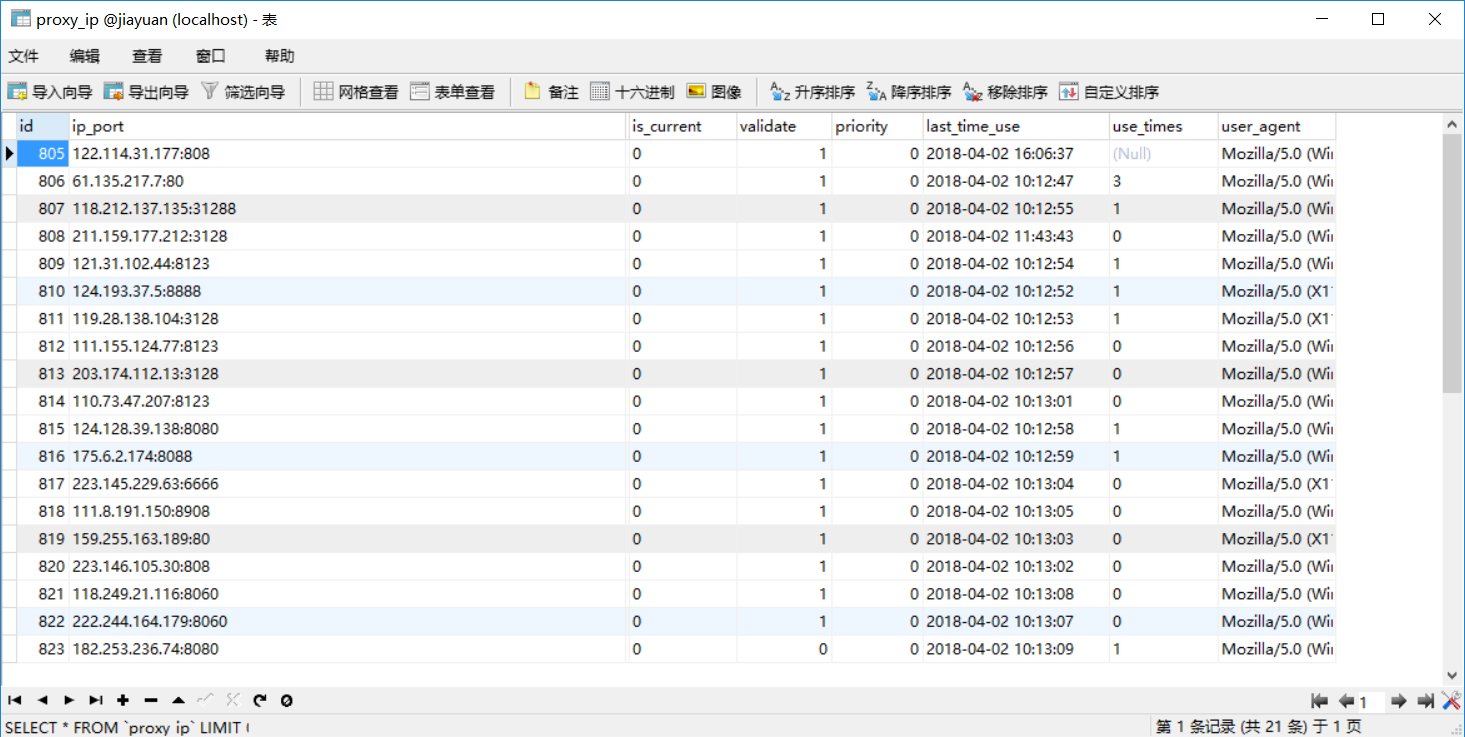 proxy_ip @jiayuan (localhost) - 表
文件 编辑 查看 窗口 帮助
导入向导 导出向导 筛选向导 网格查看 表单查看 备注 十六进制 图像 升序排序 降序排序 移除排序 自定义排序
id ip_port is_current validate priority last_time_use use_times user_agent
805 122.114.31.177:808 0 1 0 2018-04-02 16:06:37 (Null) Mozilla/5.0 (Wi
806 61.135.217.7:80 0 1 0 2018-04-02 10:12:47 3 Mozilla/5.0 (Wi
807 118.212.137.135:31288 0 1 0 2018-04-02 10:12:55 1 Mozilla/5.0 (Wi
808 211.159.177.212:3128 0 1 0 2018-04-02 11:43:43 0 Mozilla/5.0 (Wi
809 121.31.102.44:8123 0 1 0 2018-04-02 10:12:54 1 Mozilla/5.0 (Wi
810 124.193.37.5:8888 0 1 0 2018-04-02 10:12:52 1 Mozilla/5.0 (X1
811 119.28.138.104:3128 0 1 0 2018-04-02 10:12:53 1 Mozilla/5.0 (X1
812 111.155.124.77:8123 0 1 0 2018-04-02 10:12:56 0 Mozilla/5.0 (Wi
813 203.174.112.13:3128 0 1 0 2018-04-02 10:12:57 0 Mozilla/5.0 (Wi
814 110.73.47.207:8123 0 1 0 2018-04-02 10:13:01 0 Mozilla/5.0 (Wi
815 124.128.39.138:8080 0 1 0 2018-04-02 10:12:58 1 Mozilla/5.0 (Wi
816 175.6.2.174:8088 0 1 0 2018-04-02 10:12:59 1 Mozilla/5.0 (Wi
817 223.145.229.63:6666 0 1 0 2018-04-02 10:13:04 0 Mozilla/5.0 (X1
818 111.8.191.150:8908 0 1 0 2018-04-02 10:13:05 0 Mozilla/5.0 (Wi
819 159.255.163.189:80 0 1 0 2018-04-02 10:13:03 0 Mozilla/5.0 (X1
820 223.146.105.30:808 0 1 0 2018-04-02 10:13:02 0 Mozilla/5.0 (Wi
821 118.249.21.116:8060 0 1 0 2018-04-02 10:13:08 0 Mozilla/5.0 (Wi
822 222.244.164.179:8060 0 1 0 2018-04-02 10:13:07 0 Mozilla/5.0 (Wi
823 182.253.236.74:8080 0 0 0 2018-04-02 10:13:09 1 Mozilla/5.0 (Wi
1
SELECT * FROM `proxy_ip` LIMIT 第 1 条记录 (共 21 条) 于 1 页